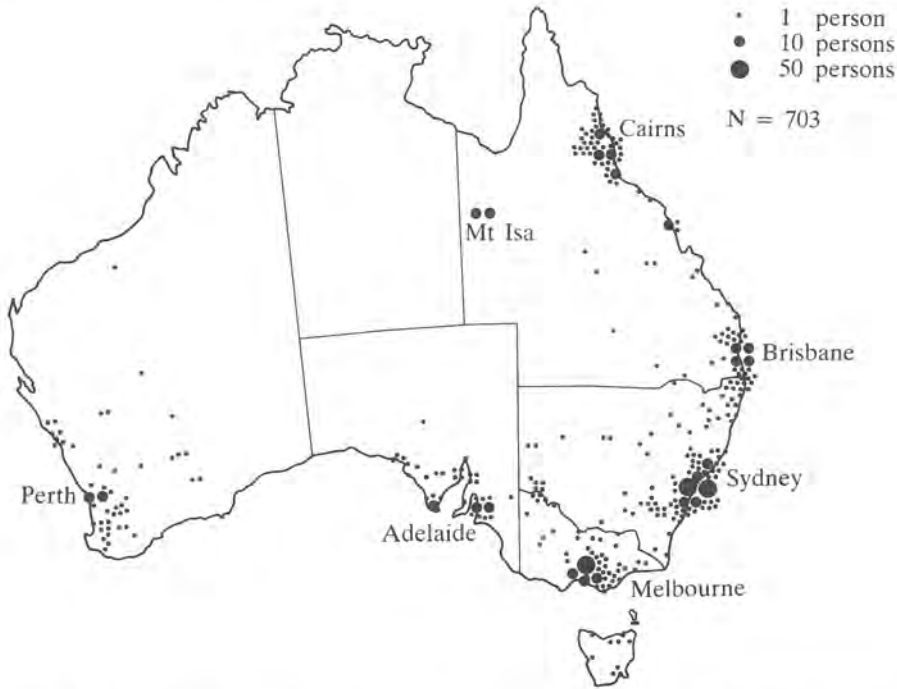 1 person
10 persons
50 persons
N = 703
Cairns
Mt Isa
Brisbane
Sydney
Perth
Adelaide
Melbourne